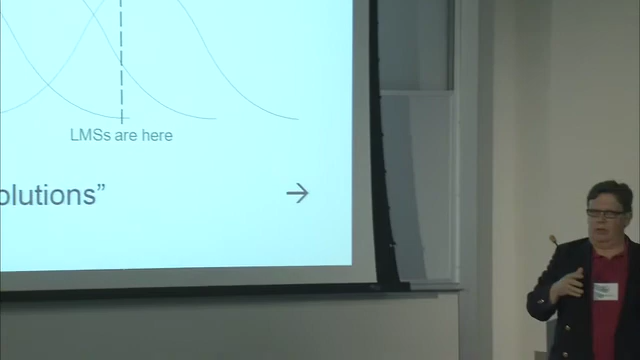 LMSs are here
olutions” →